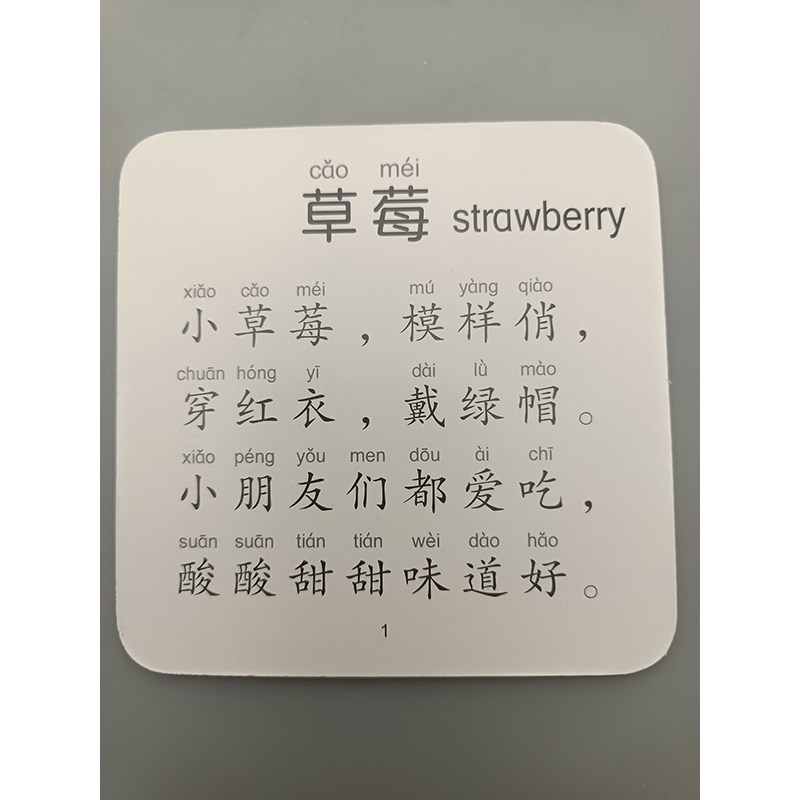 cǎo méi
草莓 strawberry
xiǎo cǎo méi mú yàng qiào
小草莓，模样俏，
chuān hóng yī dài lǜ mào
穿红衣，戴绿帽。
xiǎo péng yǒu men dōu ài chī
小朋友们都爱吃，
suān suān tián tián wèi dào hǎo
酸酸甜甜味道好。
1